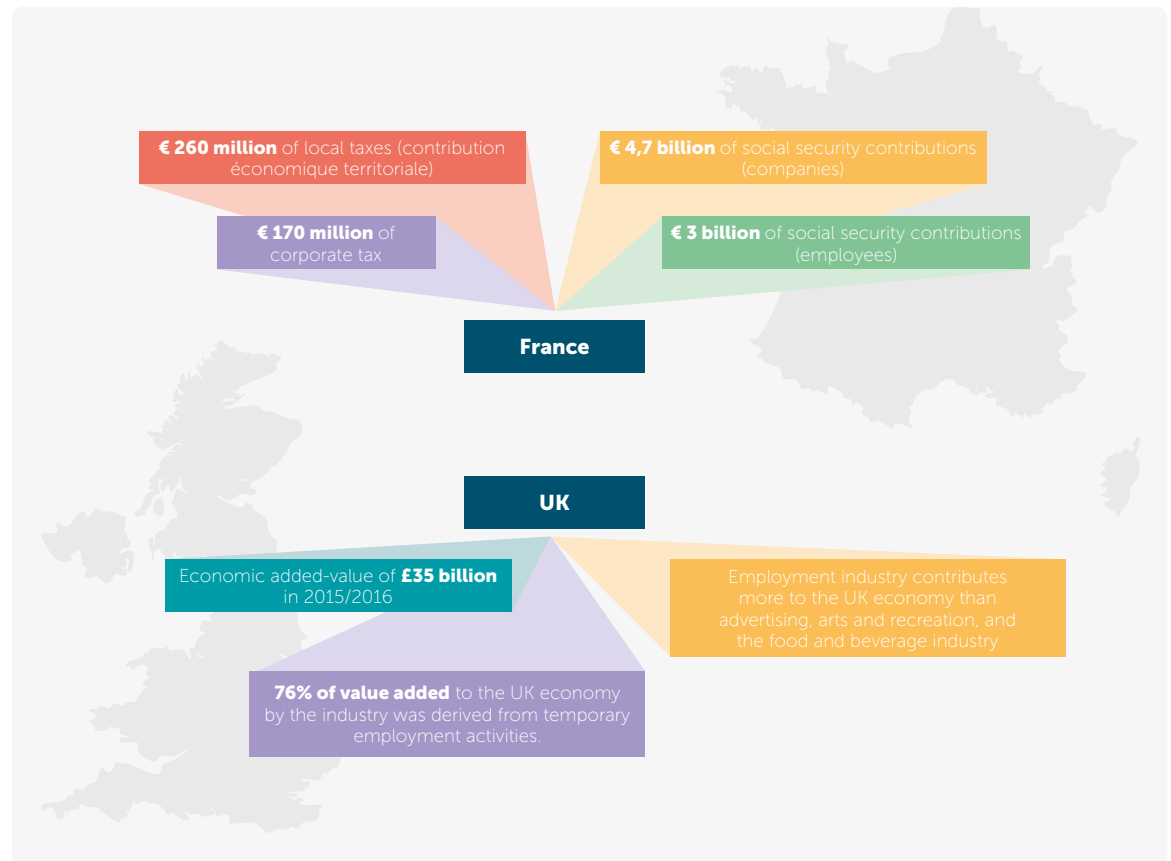 € 260 million of local taxes (contribution
économique territoriale)
€ 4,7 billion of social security contributions
(companies)
€ 170 million of
corporate tax
€ 3 billion of social security contributions
(employees)
France
UK
Economic added-value of £35 billion
in 2015/2016
Employment industry contributes
more to the UK economy than
advertising, arts and recreation, and
the food and beverage industry
76% of value added to the UK economy
by the industry was derived from temporary
employment activities.